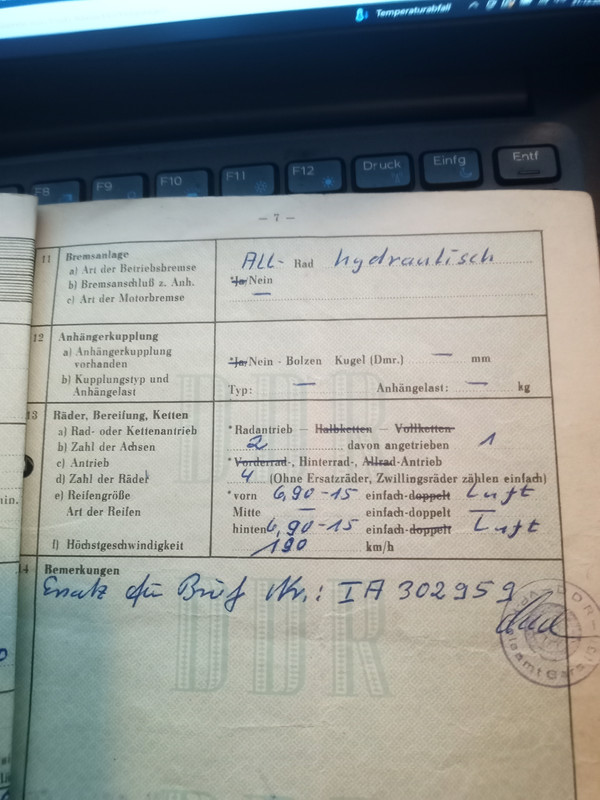 Temperaturabfall
F8 F9 F10 F11 F12 Druck Einfg Entf
— 7 —
11 Bremsanlage
a) Art der Betriebsbremse ALL- Rad hydraulisch
b) Bremsanschluß z. Anh. *Ja/Nein
c) Art der Motorbremse —
12 Anhängerkupplung
a) Anhängerkupplung
vorhanden *Ja/Nein - Bolzen Kugel (Dmr.) — mm
b) Kupplungstyp und
Anhängelast Typ: — Anhängelast: — kg
13 Räder, Bereifung, Ketten
a) Rad- oder Kettenantrieb *Radantrieb — Halbketten — Vollketten-
b) Zahl der Achsen 2 davon angetrieben 1
c) Antrieb *Vorderrad-, Hinterrad-, Allrad-Antrieb
d) Zahl der Räder 4 (Ohne Ersatzräder, Zwillingsräder zählen einfach)
e) Reifengröße *vorn 6,90-15 einfach-doppelt Luft
Art der Reifen Mitte — einfach-doppelt —
hinten 6,90-15 einfach-doppelt Luft
f) Höchstgeschwindigkeit 190 km/h
14 Bemerkungen
Ersatz für Brief Nr.: IA 302959
DDR
DDR